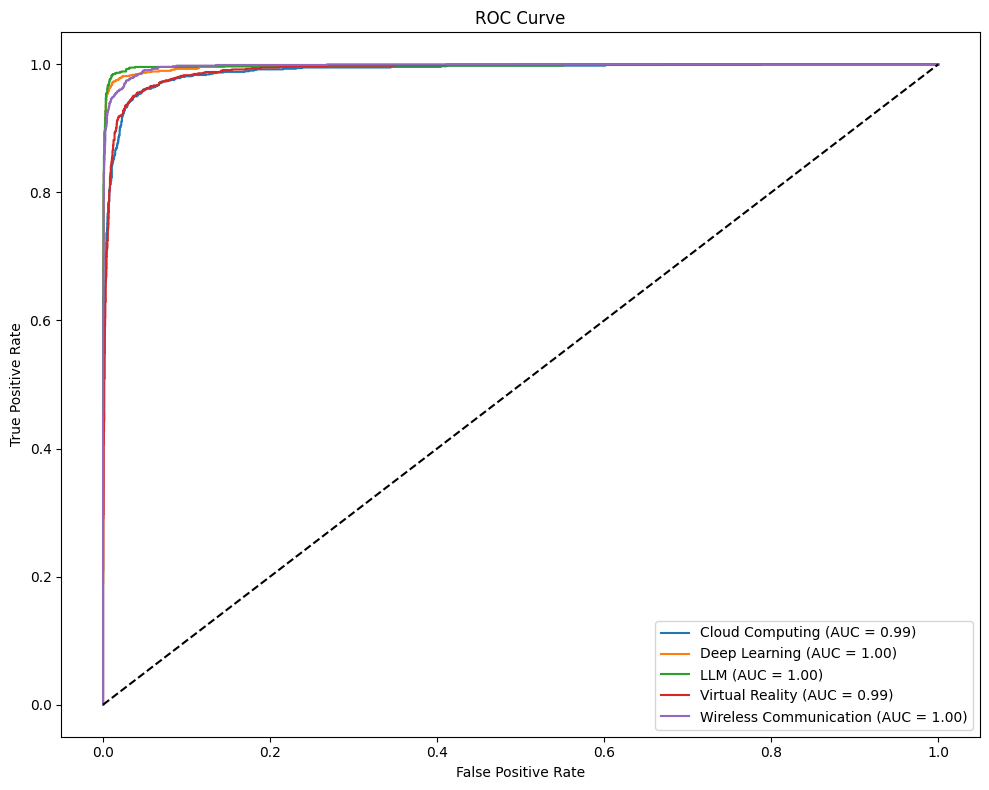 ROC Curve
1.0
0.8
0.6
0.4
0.2
0.0
True Positive Rate
Cloud Computing (AUC = 0.99)
Deep Learning (AUC = 1.00)
LLM (AUC = 1.00)
Virtual Reality (AUC = 0.99)
Wireless Communication (AUC = 1.00)
0.0 0.2 0.4 0.6 0.8 1.0
False Positive Rate